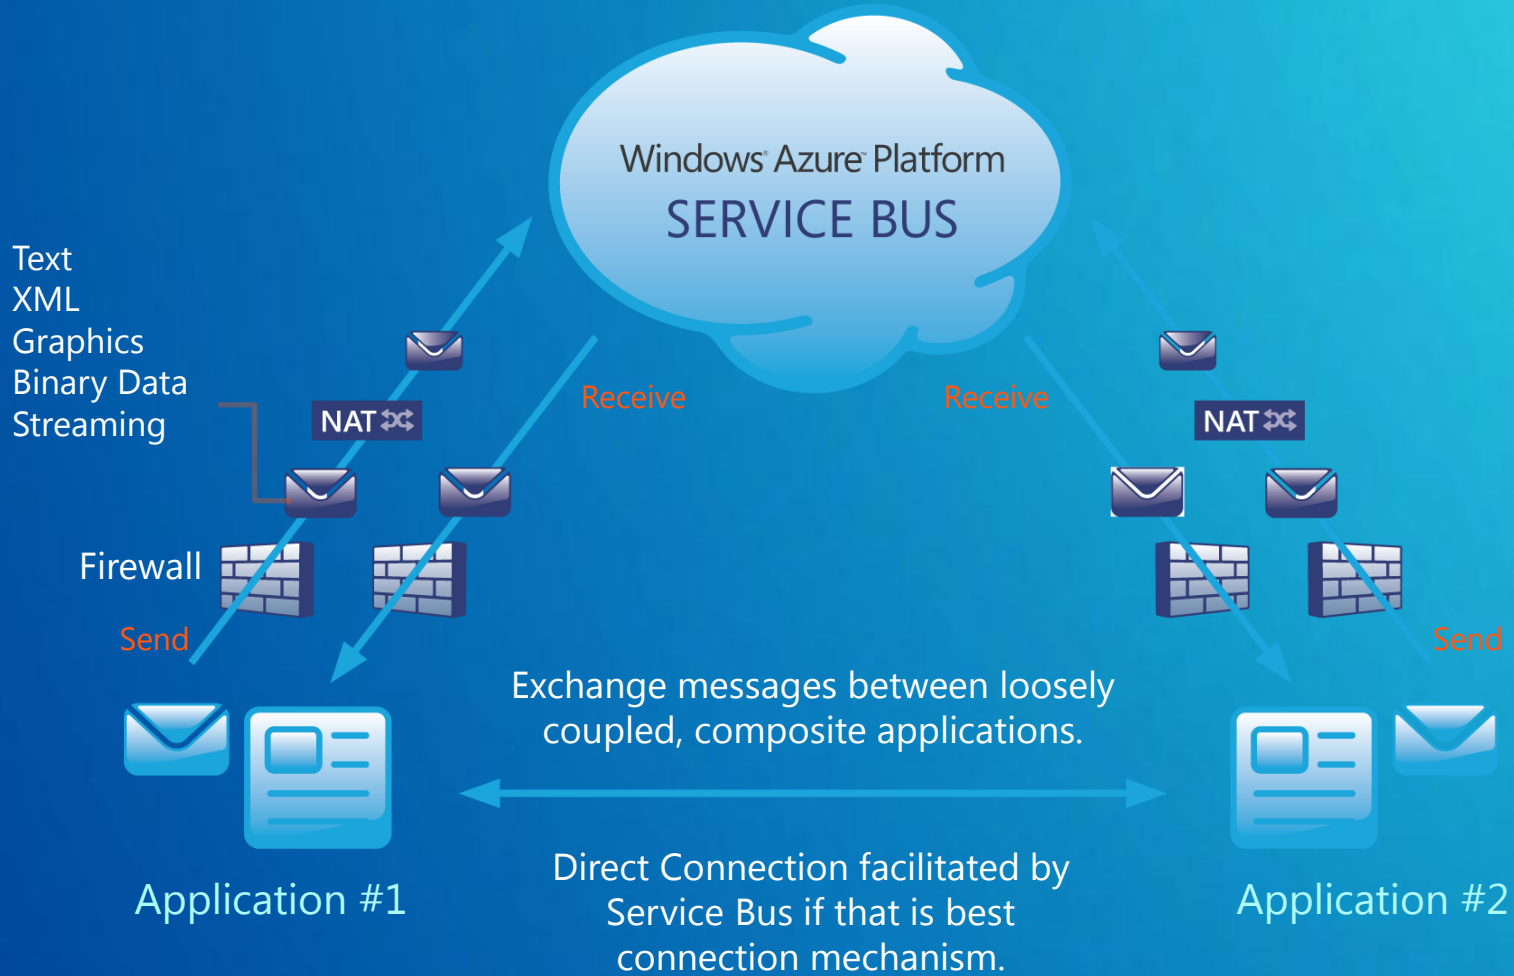 Windows® Azure™ Platform
SERVICE BUS
Text
XML
Graphics
Binary Data
Streaming
Receive
Receive
NAT
NAT
Firewall
Send
Send
Exchange messages between loosely
coupled, composite applications.
Direct Connection facilitated by
Service Bus if that is best
connection mechanism.
Application #1
Application #2